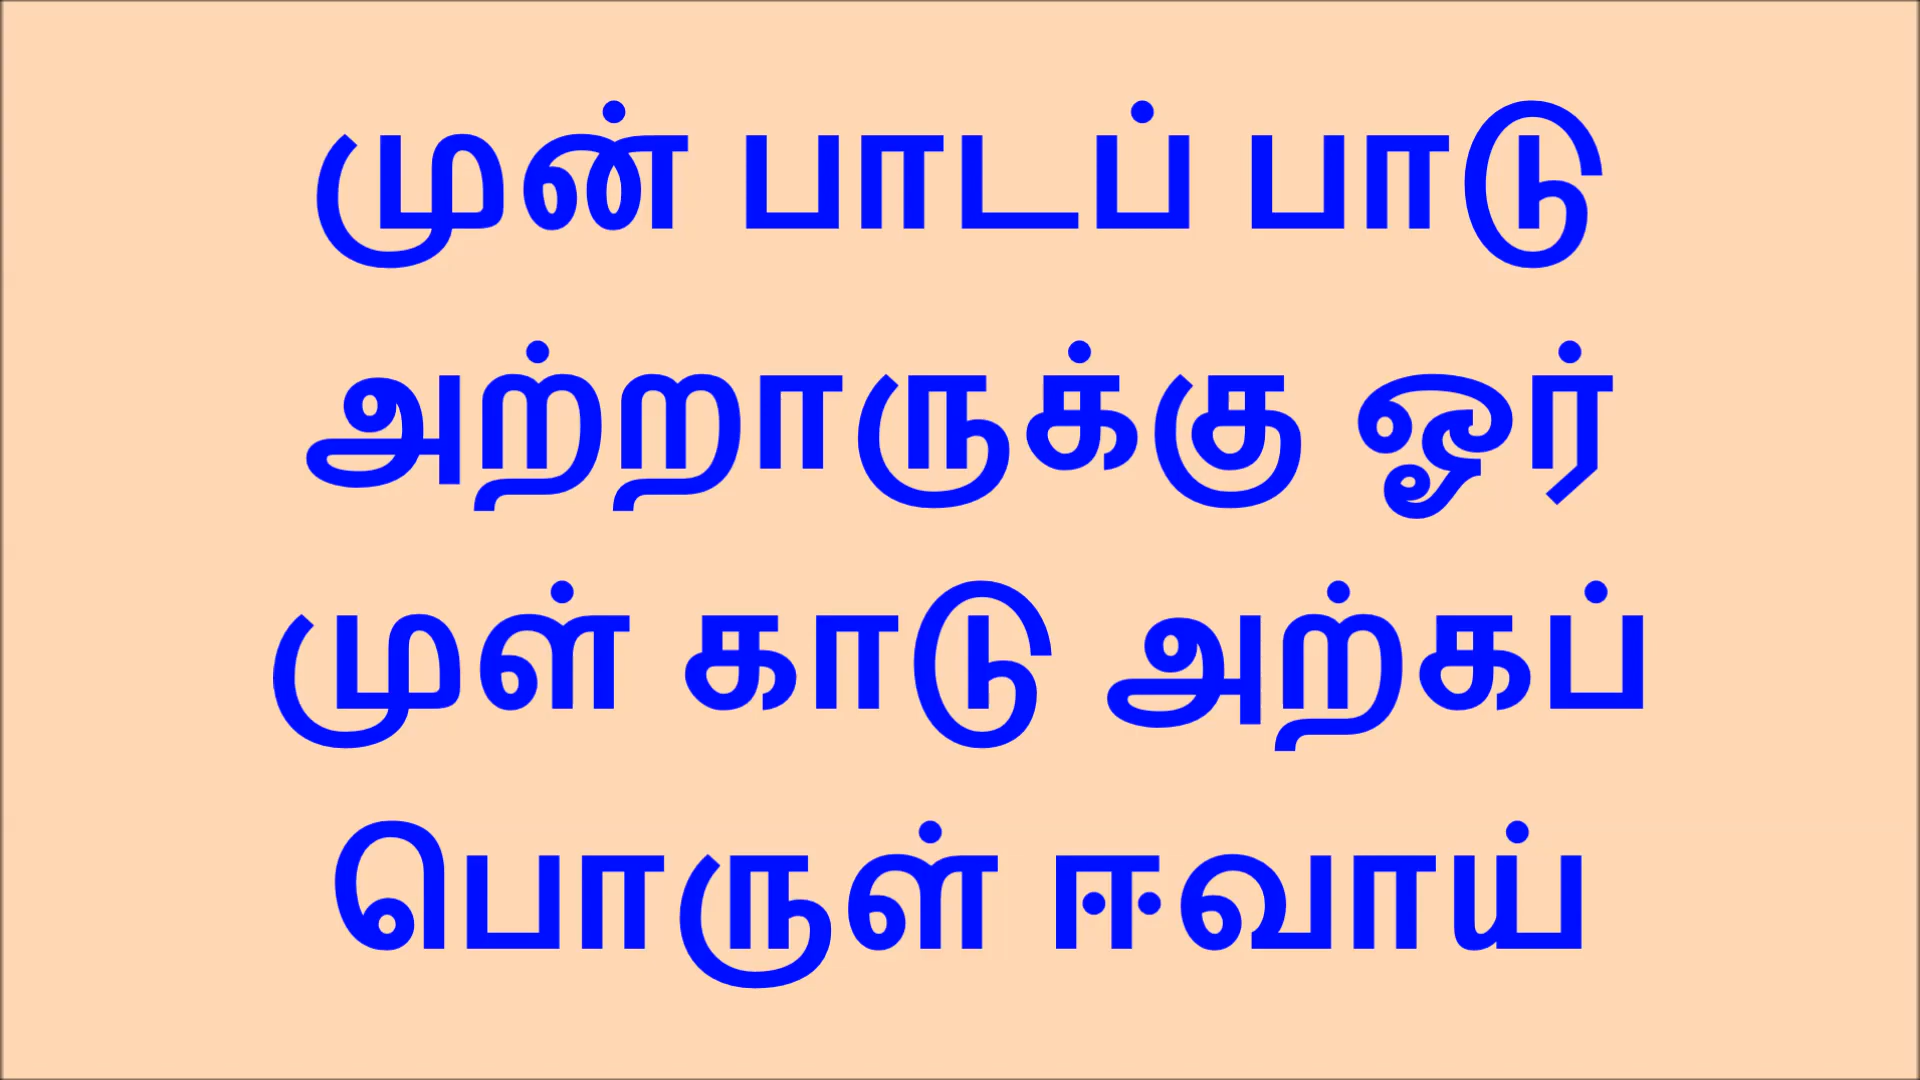 முன் பாடப் பாடு
அற்றாருக்கு ஓர்
முள் காடு அற்கப்
பொருள் ஈவாய்